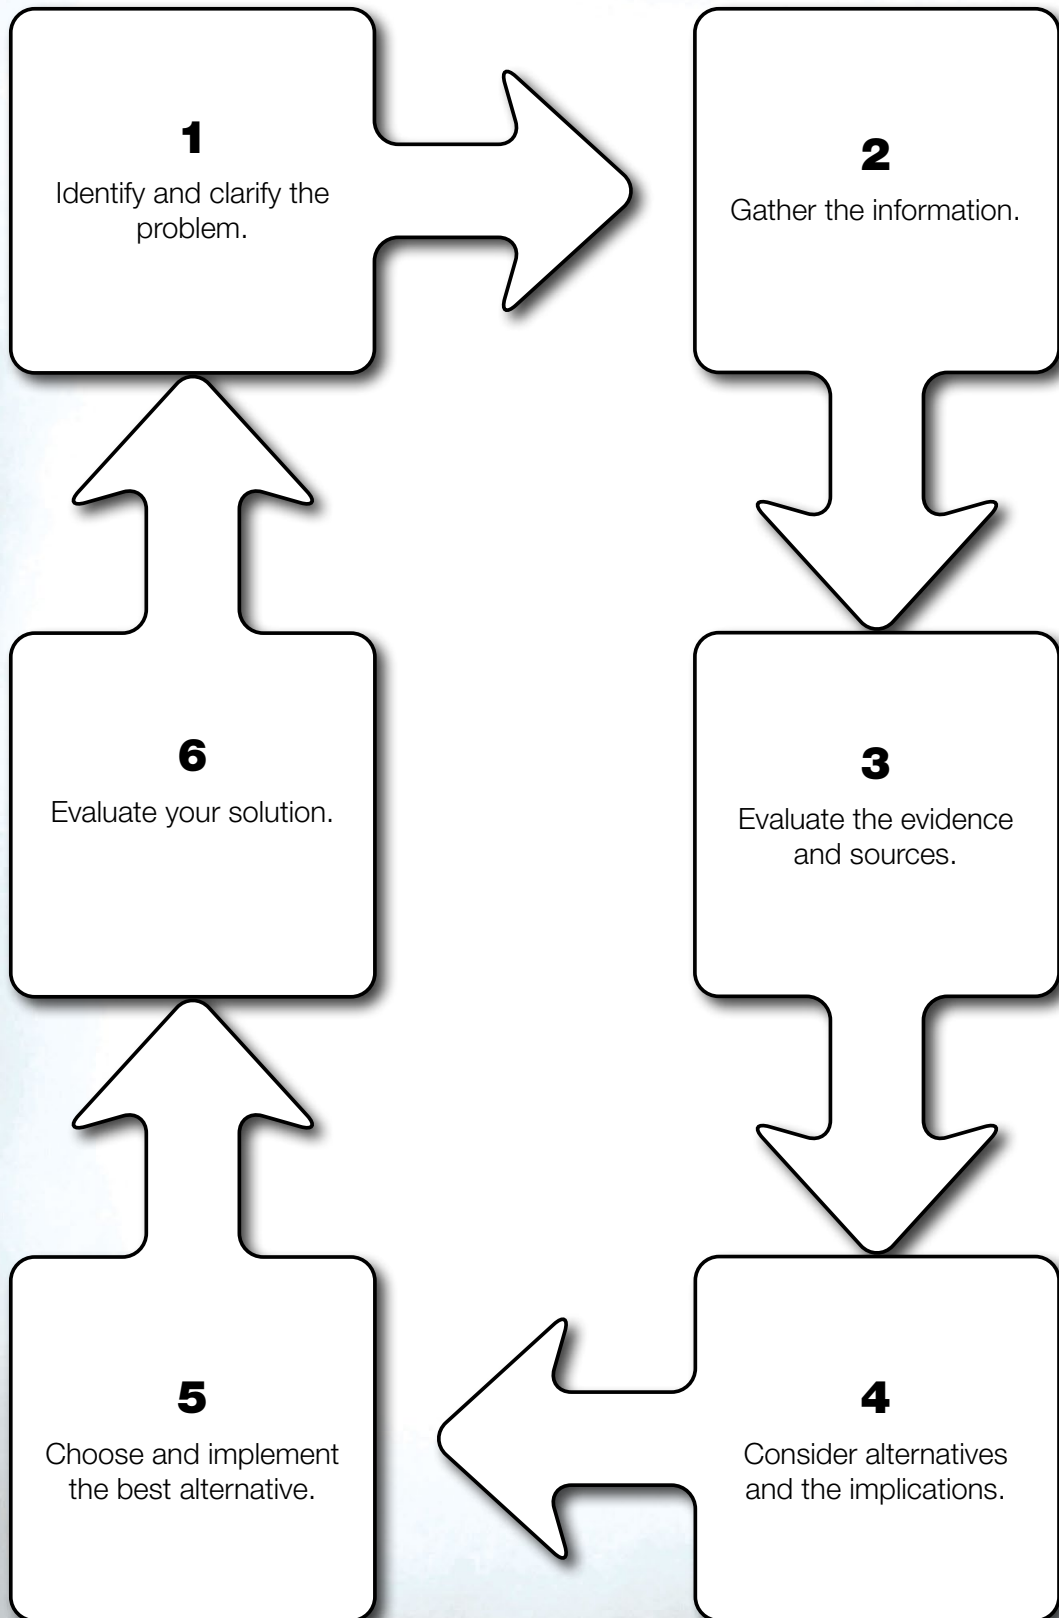 1
Identify and clarify the
problem.
2
Gather the information.
3
Evaluate the evidence
and sources.
4
Consider alternatives
and the implications.
5
Choose and implement
the best alternative.
6
Evaluate your solution.